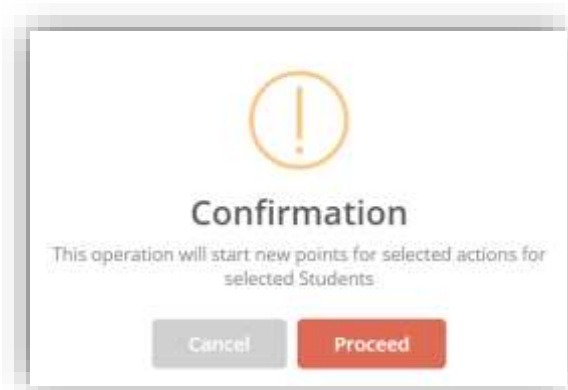 Confirmation
This operation will start new points for selected actions for
selected Students
Cancel
Proceed